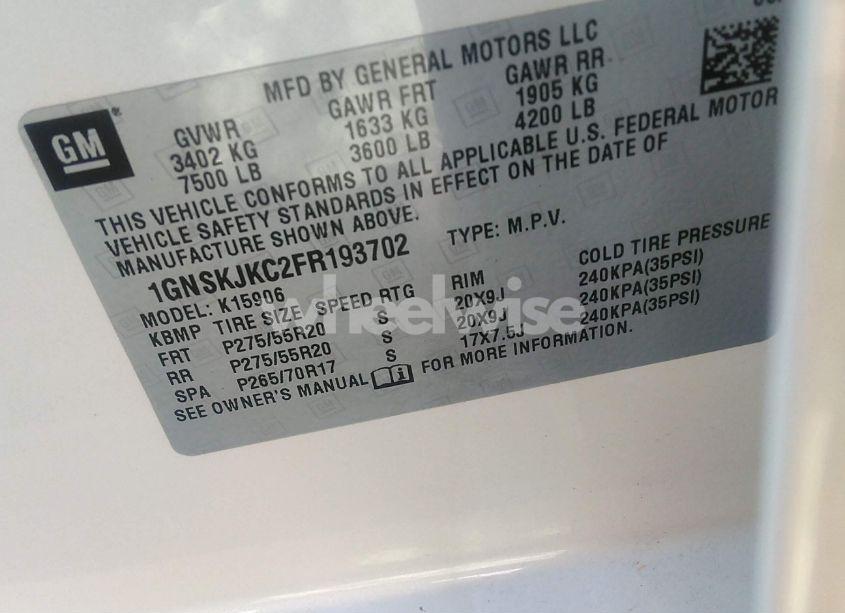 MFD BY GENERAL MOTORS LLC
GM
®
GVWR GAWR FRT GAWR RR
3402 KG 1633 KG 1905 KG
7500 LB 3600 LB 4200 LB
THIS VEHICLE CONFORMS TO ALL APPLICABLE U.S. FEDERAL MOTOR
VEHICLE SAFETY STANDARDS IN EFFECT ON THE DATE OF
MANUFACTURE SHOWN ABOVE.
1GNSKJKC2FR193702 TYPE: M.P.V.
MODEL: K15906
KBMP TIRE SIZE SPEED RTG RIM COLD TIRE PRESSURE
FRT P275/55R20 S 20X9J 240KPA(35PSI)
RR P275/55R20 S 20X9J 240KPA(35PSI)
SPA P265/70R17 S 17X7.5J 240KPA(35PSI)
SEE OWNER'S MANUAL i FOR MORE INFORMATION.
wheelwise